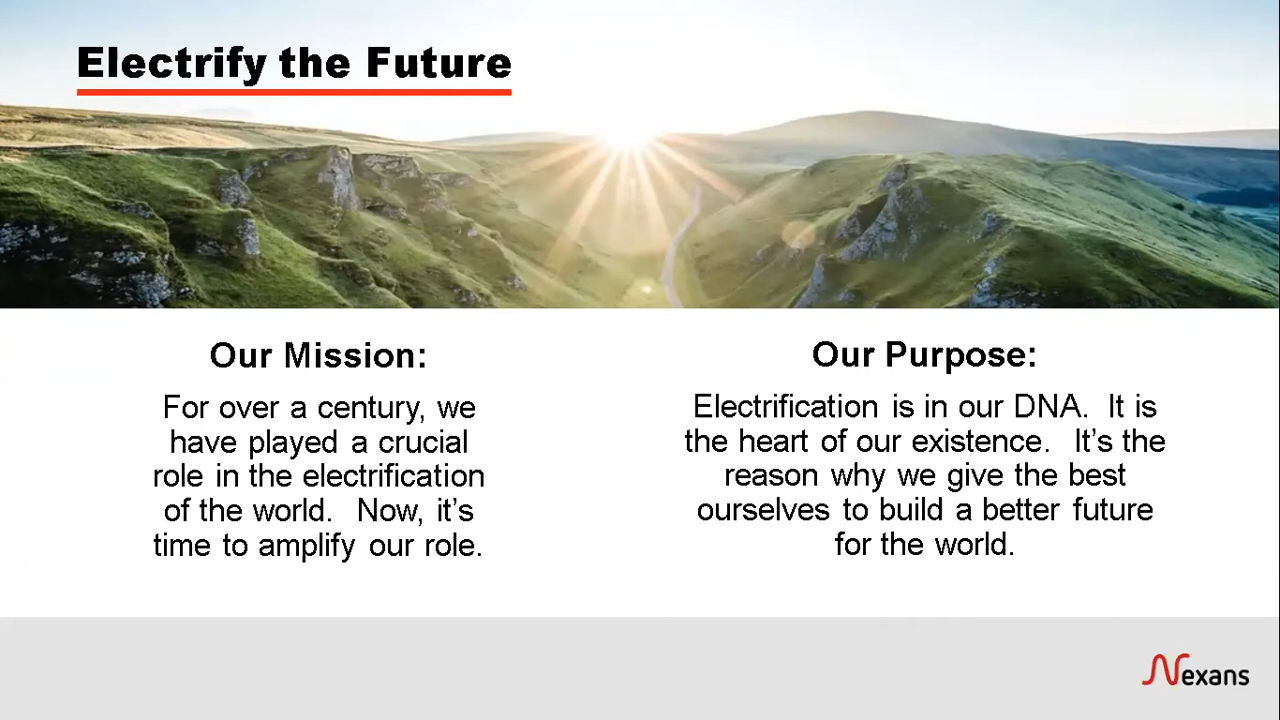 Electrify the Future
Our Mission:
For over a century, we
have played a crucial
role in the electrification
of the world.  Now, it’s
time to amplify our role.
Our Purpose:
Electrification is in our DNA.  It is
the heart of our existence.  It’s the
reason why we give the best
ourselves to build a better future
for the world.
Nexans